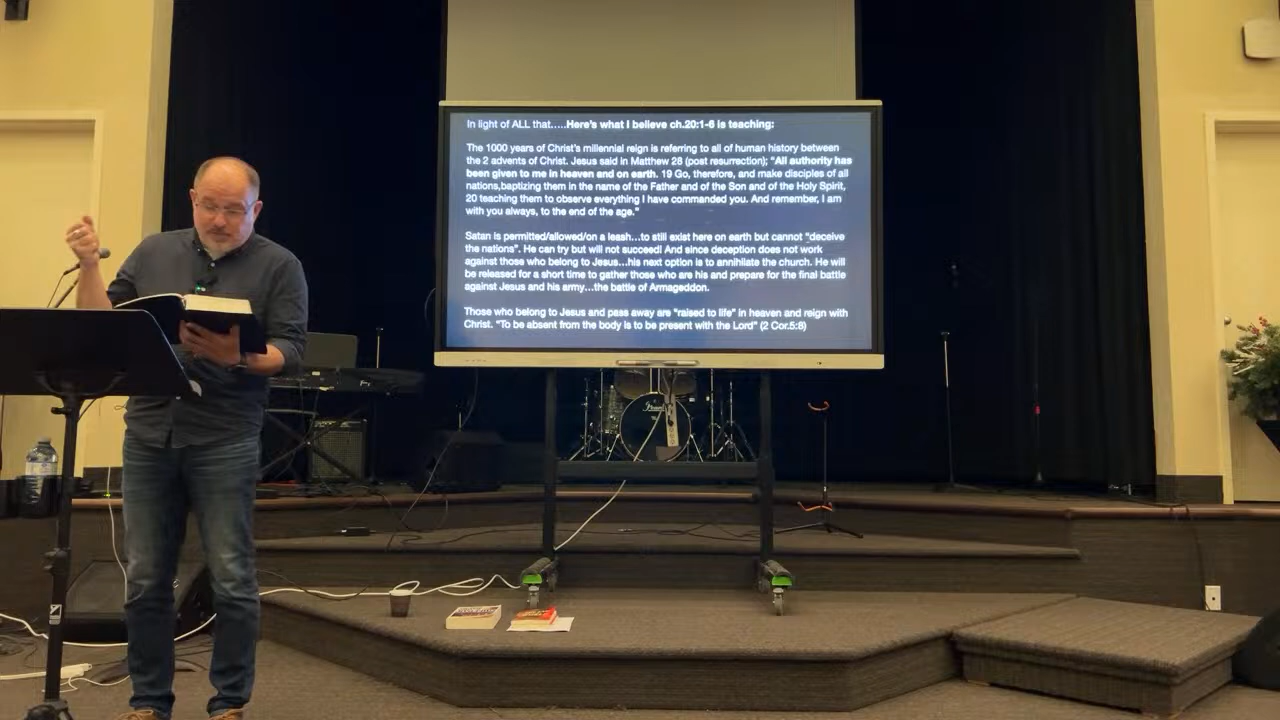 In light of ALL that.....Here's what I believe ch.20:1-6 is teaching:
The 1000 years of Christ's millennial reign is referring to all of human history between
the 2 advents of Christ. Jesus said in Matthew 28 (post resurrection); "All authority has
been given to me in heaven and on earth. 19 Go, therefore, and make disciples of all
nations,baptizing them in the name of the Father and of the Son and of the Holy Spirit,
20 teaching them to observe everything I have commanded you. And remember, I am
with you always, to the end of the age."
Satan is permitted/allowed/on a leash...to still exist here on earth but cannot "deceive
the nations". He can try but will not succeed! And since deception does not work
against those who belong to Jesus...his next option is to annihilate the church. He will
be released for a short time to gather those who are his and prepare for the final battle
against Jesus and his army...the battle of Armageddon.
Those who belong to Jesus and pass away are "raised to life" in heaven and reign with
Christ. "To be absent from the body is to be present with the Lord" (2 Cor.5:8)